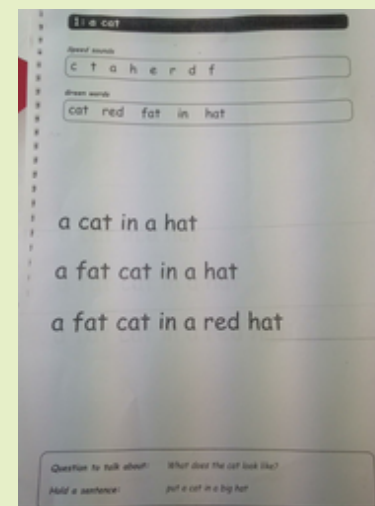 1: a cat
Speed sounds
c t a h e r d f
Green words
cat red fat in hat
a cat in a hat
a fat cat in a hat
a fat cat in a red hat
Question to talk about: What does the cat look like?
Hold a sentence: put a cat in a big hat